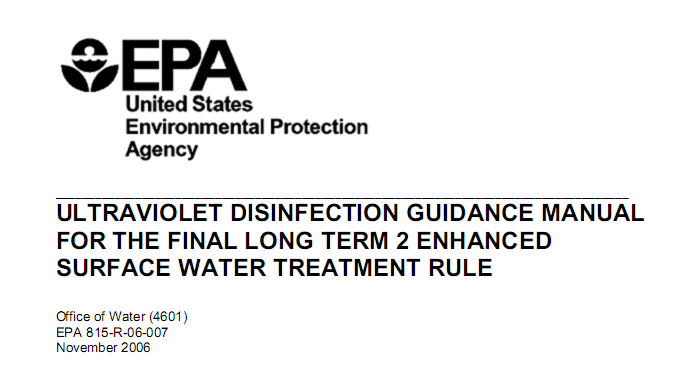 EPA
United States
Environmental Protection
Agency
ULTRAVIOLET DISINFECTION GUIDANCE MANUAL
FOR THE FINAL LONG TERM 2 ENHANCED
SURFACE WATER TREATMENT RULE
Office of Water (4601)
EPA 815-R-06-007
November 2006